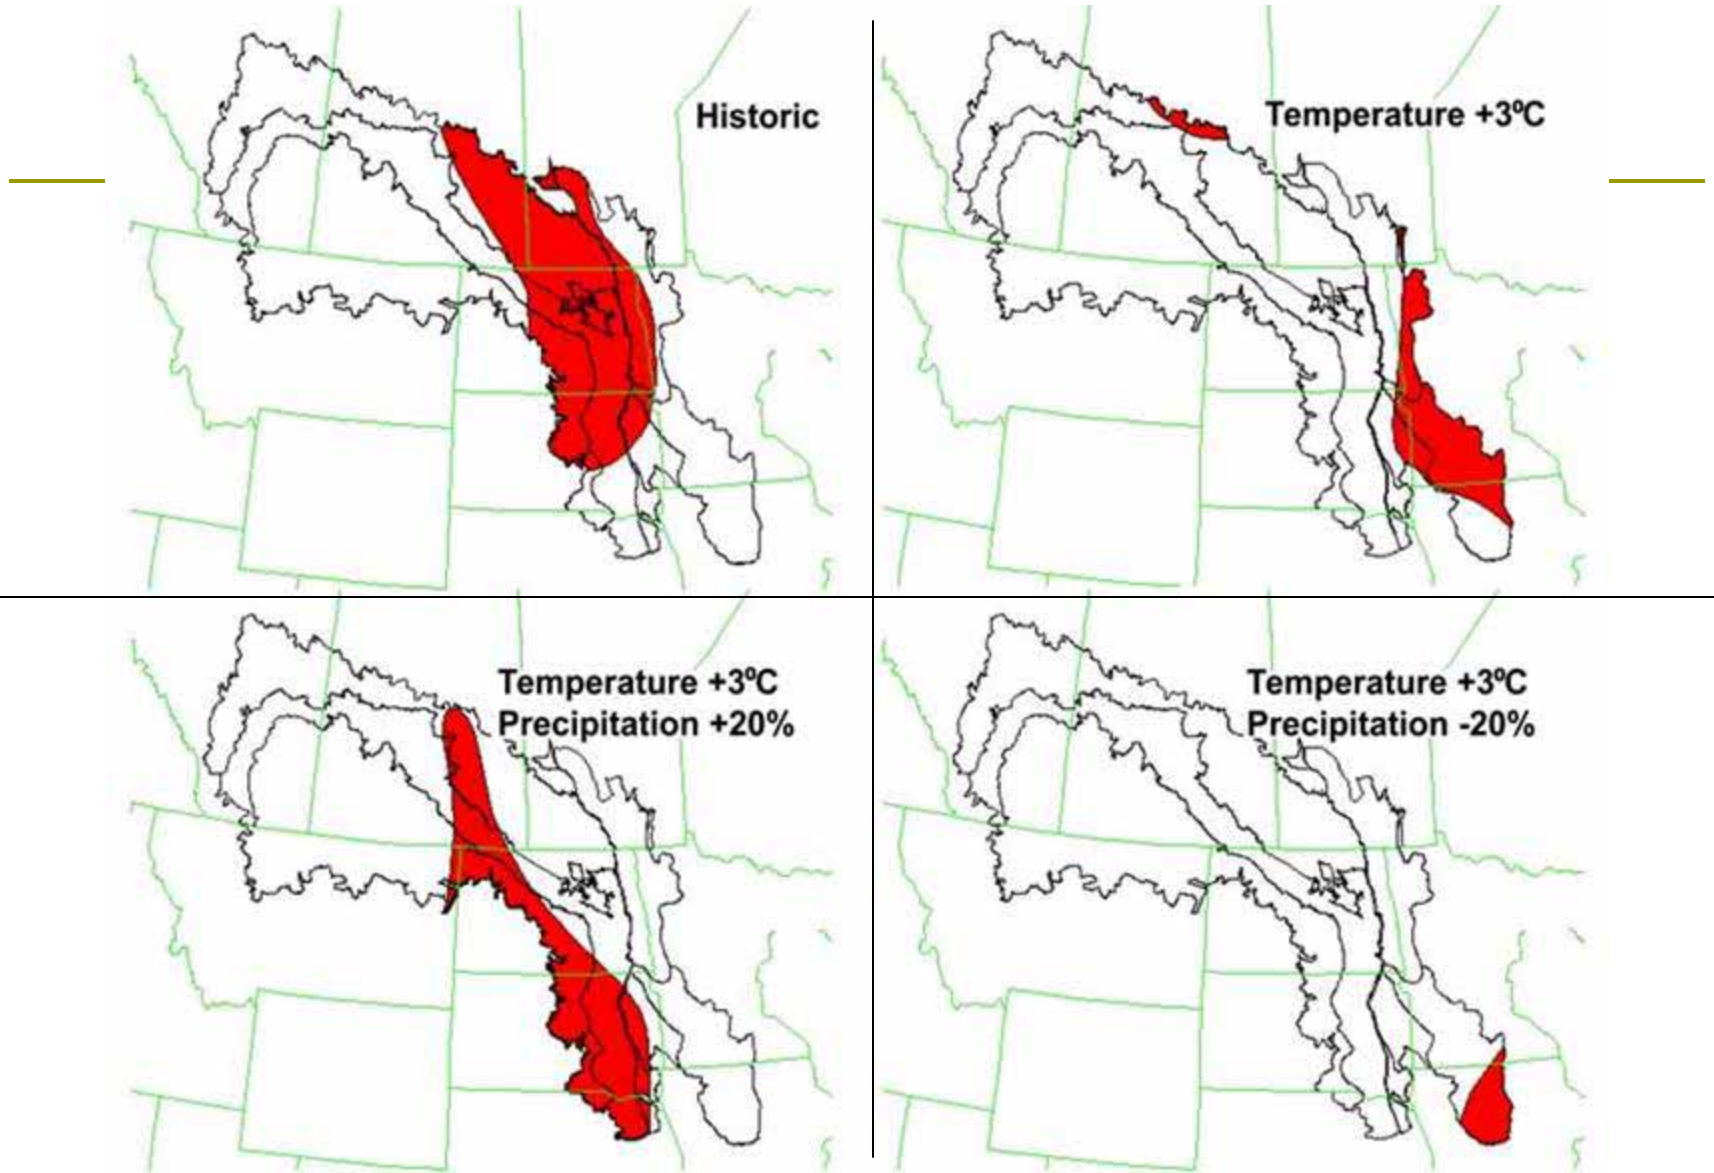 Historic
Temperature +3ºC
Temperature +3ºC
Precipitation +20%
Temperature +3ºC
Precipitation -20%